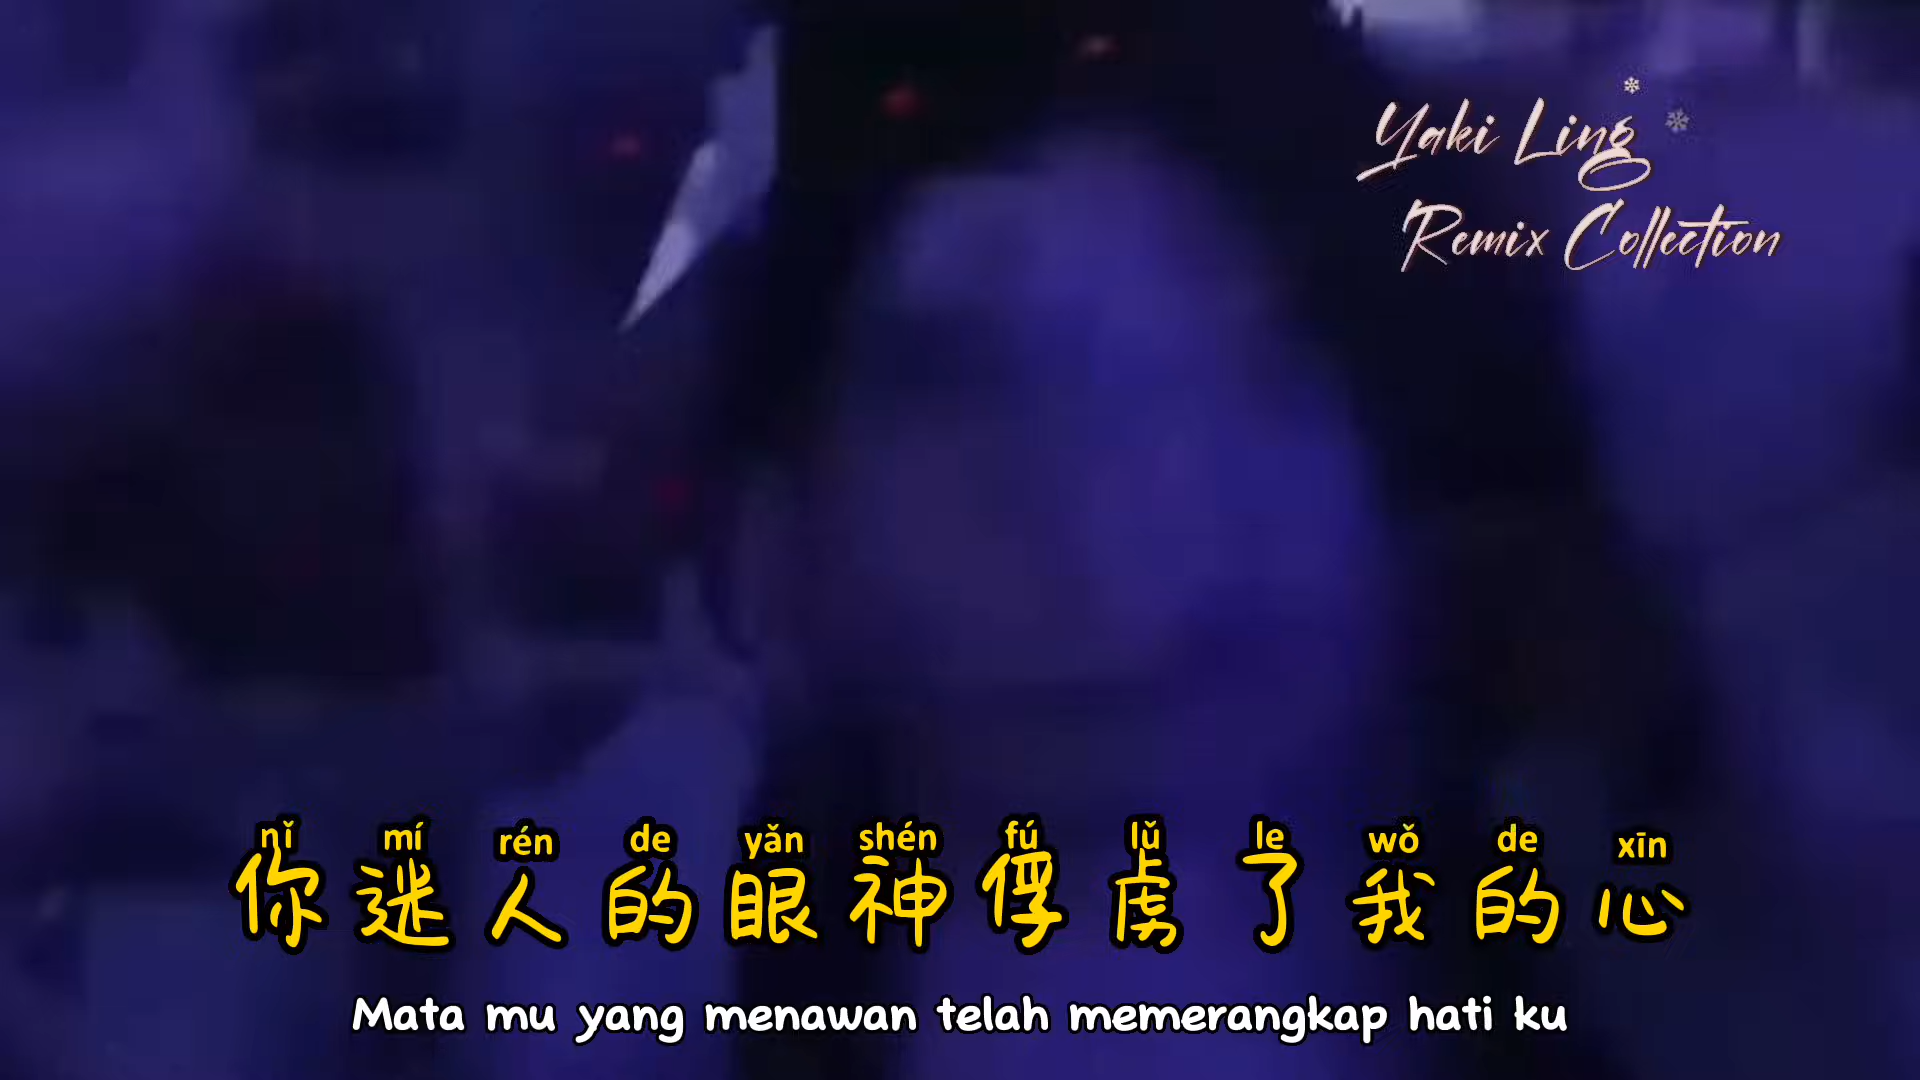 Yaki Ling
Remix Collection
nǐ mí rén de yǎn shén fú lǔ le wǒ de xīn
你迷人的眼神俘虏了我的心
Mata mu yang menawan telah memerangkap hati ku